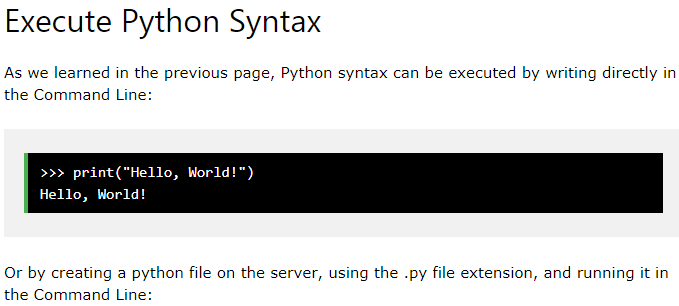 Execute Python Syntax
As we learned in the previous page, Python syntax can be executed by writing directly in
the Command Line:
>>> print("Hello, World!")
Hello, World!
Or by creating a python file on the server, using the .py file extension, and running it in
the Command Line: